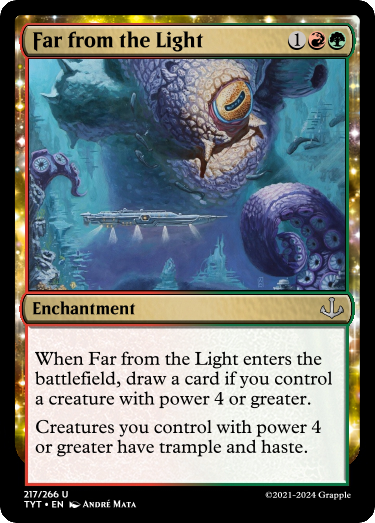 Far from the Light 1
Enchantment
When Far from the Light enters the
battlefield, draw a card if you control
a creature with power 4 or greater.
Creatures you control with power 4
or greater have trample and haste.
217/266 U
TYT • EN André Mata
©2021-2024 Grapple